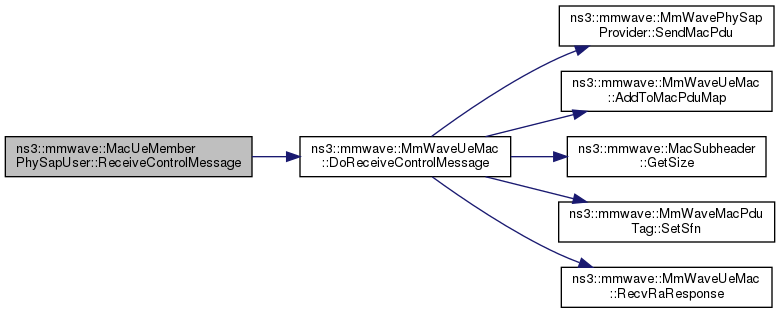 ns3::mmwave::MacUeMember
PhySapUser::ReceiveControlMessage
ns3::mmwave::MmWaveUeMac
::DoReceiveControlMessage
ns3::mmwave::MmWavePhySap
Provider::SendMacPdu
ns3::mmwave::MmWaveUeMac
::AddToMacPduMap
ns3::mmwave::MacSubheader
::GetSize
ns3::mmwave::MmWaveMacPdu
Tag::SetSfn
ns3::mmwave::MmWaveUeMac
::RecvRaResponse